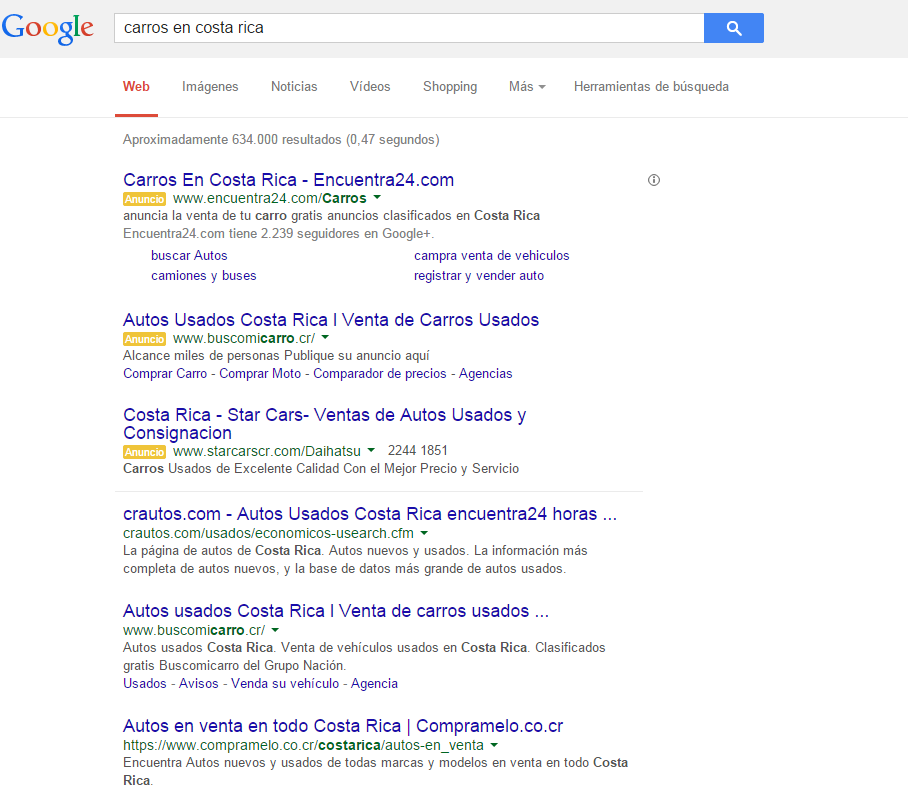 Google
carros en costa rica
Web Imágenes Noticias Vídeos Shopping Más Herramientas de búsqueda
Aproximadamente 634.000 resultados (0,47 segundos)
Carros En Costa Rica - Encuentra24.com
Anuncio www.encuentra24.com/Carros
anuncia la venta de tu carro gratis anuncios clasificados en Costa Rica
Encuentra24.com tiene 2.239 seguidores en Google+.
buscar Autos campra venta de vehiculos
camiones y buses registrar y vender auto
Autos Usados Costa Rica l Venta de Carros Usados
Anuncio www.buscomicarro.cr/
Alcance miles de personas Publique su anuncio aquí
Comprar Carro - Comprar Moto - Comparador de precios - Agencias
Costa Rica - Star Cars- Ventas de Autos Usados y
Consignacion
Anuncio www.starcarscr.com/Daihatsu 2244 1851
Carros Usados de Excelente Calidad Con el Mejor Precio y Servicio
crautos.com - Autos Usados Costa Rica encuentra24 horas ...
crautos.com/usados/economicos-usearch.cfm
La página de autos de Costa Rica. Autos nuevos y usados. La información más
completa de autos nuevos, y la base de datos más grande de autos usados.
Autos usados Costa Rica l Venta de carros usados ...
www.buscomicarro.cr/
Autos usados Costa Rica. Venta de vehículos usados en Costa Rica. Clasificados
gratis Buscomicarro del Grupo Nación.
Usados - Avisos - Venda su vehículo - Agencia
Autos en venta en todo Costa Rica | Compramelo.co.cr
https://www.compramelo.co.cr/costarica/autos-en_venta
Encuentra Autos nuevos y usados de todas marcas y modelos en venta en todo Costa
Rica.